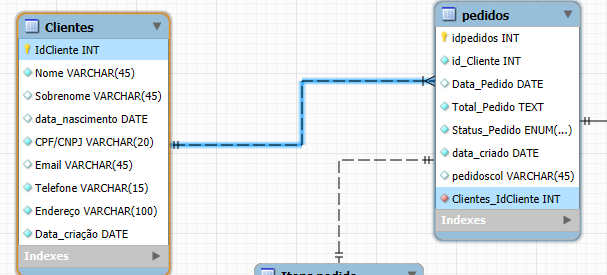 Clientes
IdCliente INT
Nome VARCHAR(45)
Sobrenome VARCHAR(45)
data_nascimento DATE
CPF/CNPJ VARCHAR(20)
Email VARCHAR(45)
Telefone VARCHAR(15)
Endereço VARCHAR(100)
Data_criação DATE
Indexes
pedidos
idpedidos INT
id_Cliente INT
Data_Pedido DATE
Total_Pedido TEXT
Status_Pedido ENUM(...)
data_criado DATE
pedidoscol VARCHAR(45)
Clientes_IdCliente INT
Indexes
Itens pedido